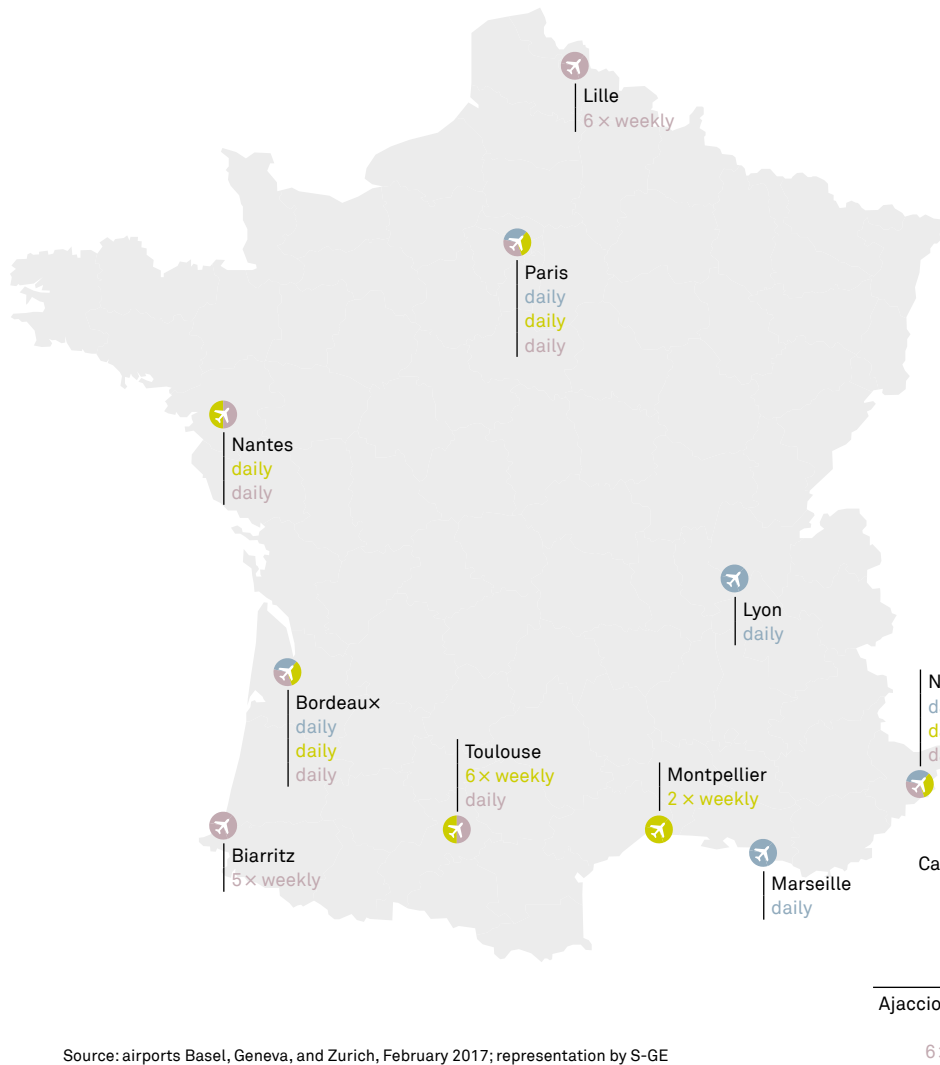 Lille
6 × weekly
Paris
daily
daily
daily
Nantes
daily
daily
Lyon
daily
Bordeaux
daily
daily
daily
Toulouse
6 × weekly
daily
Montpellier
2 × weekly
Biarritz
5 × weekly
Marseille
daily
Ajaccio
Source: airports Basel, Geneva, and Zurich, February 2017; representation by S-GE